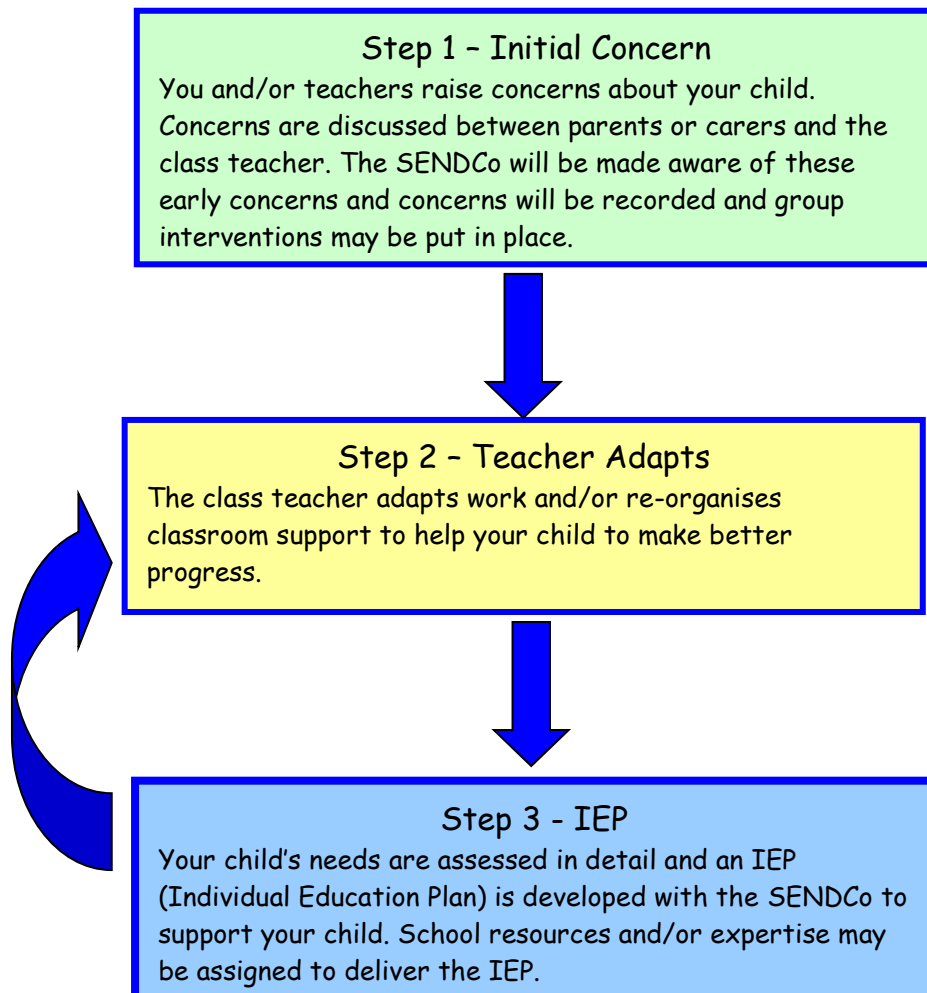 Step 1 – Initial Concern
You and/or teachers raise concerns about your child.
Concerns are discussed between parents or carers and the
class teacher. The SENDCo will be made aware of these
early concerns and concerns will be recorded and group
interventions may be put in place.
Step 2 – Teacher Adapts
The class teacher adapts work and/or re-organises
classroom support to help your child to make better
progress.
Step 3 - IEP
Your child's needs are assessed in detail and an IEP
(Individual Education Plan) is developed with the SENDCo to
support your child. School resources and/or expertise may
be assigned to deliver the IEP.